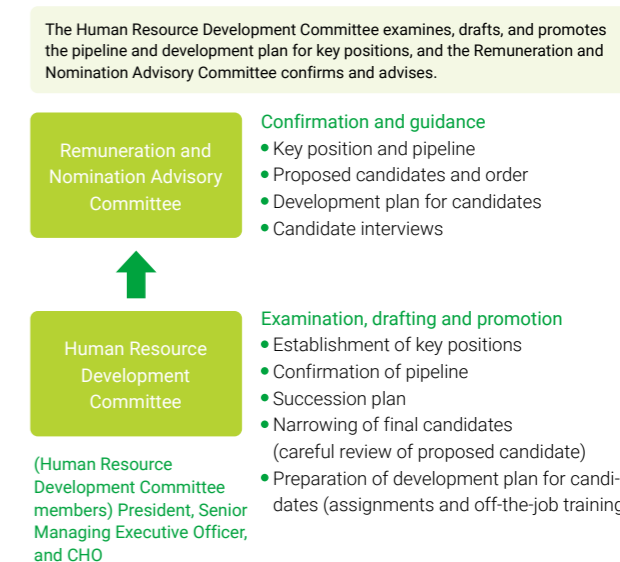 The Human Resource Development Committee examines, drafts, and promotes
the pipeline and development plan for key positions, and the Remuneration and
Nomination Advisory Committee confirms and advises.
Remuneration and
Nomination Advisory
Committee
Confirmation and guidance
• Key position and pipeline
• Proposed candidates and order
• Development plan for candidates
• Candidate interviews
Human Resource
Development
Committee
(Human Resource
Development Committee
members) President, Senior
Managing Executive Officer,
and CHO
Examination, drafting and promotion
• Establishment of key positions
• Confirmation of pipeline
• Succession plan
• Narrowing of final candidates
(careful review of proposed candidate)
• Preparation of development plan for candi-
dates (assignments and off-the-job training